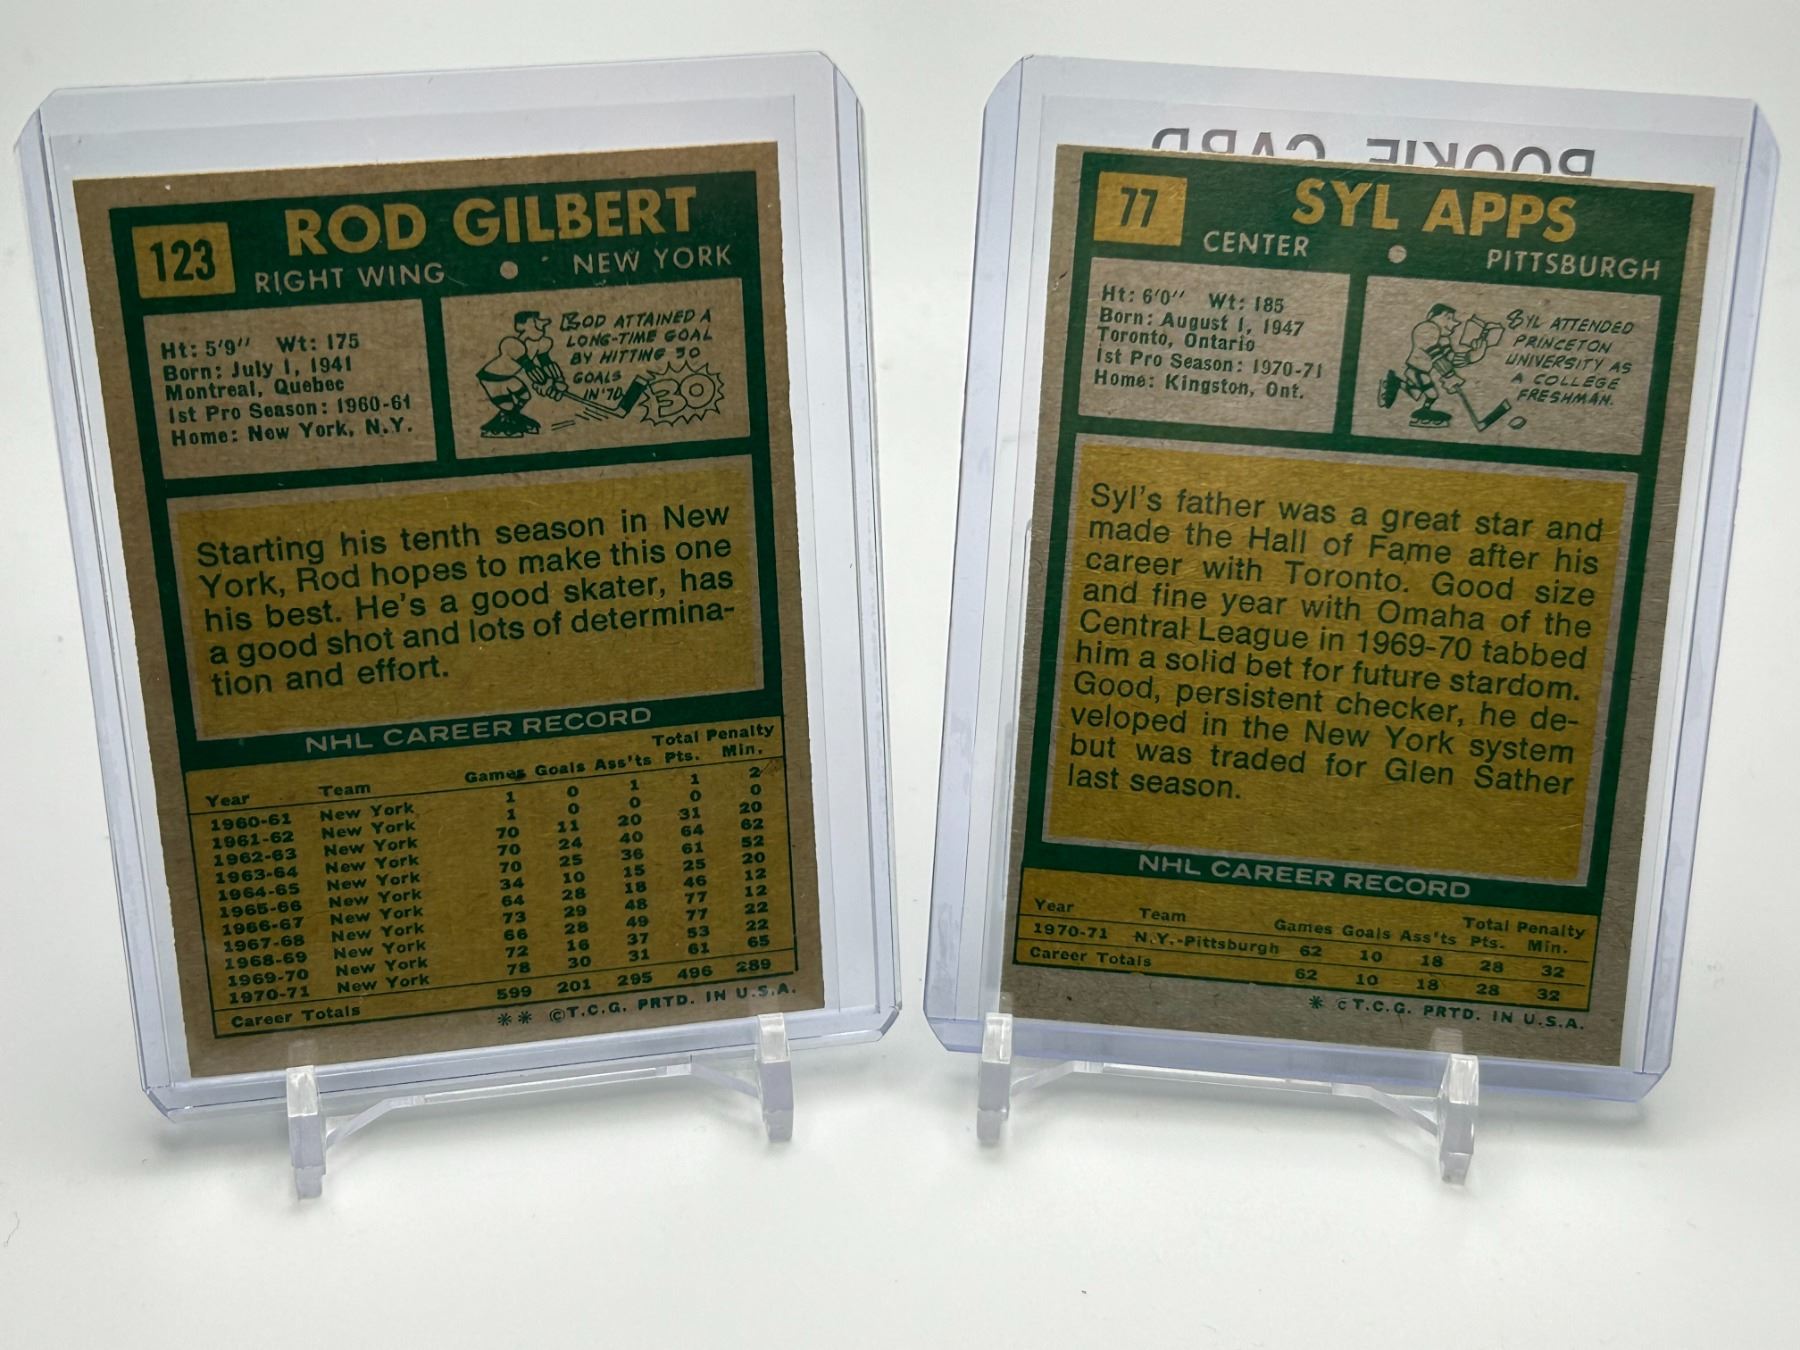 123
ROD GILBERT
RIGHT WING • NEW YORK
Ht: 5'9" Wt: 175
Born: July 1, 1941
Montreal, Quebec
1st Pro Season: 1960-61
Home: New York, N.Y.
ROD ATTAINED A
LONG-TIME GOAL
BY HITTING 30
GOALS
IN '70
30
Starting his tenth season in New
York, Rod hopes to make this one
his best. He's a good skater, has
a good shot and lots of determina-
tion and effort.
NHL CAREER RECORD
Year Team Games Goals Ass'ts Total Pts. Penalty Min.
1960-61 New York 1 0 1 1 2
1961-62 New York 1 0 0 0 0
1962-63 New York 70 11 20 31 20
1963-64 New York 70 24 40 64 62
1964-65 New York 70 25 36 61 52
1965-66 New York 34 10 15 25 20
1966-67 New York 64 28 18 46 12
1967-68 New York 73 29 48 77 12
1968-69 New York 66 28 49 77 22
1969-70 New York 72 16 37 53 22
1970-71 New York 78 30 31 61 65
Career Totals 599 201 295 496 289
** ©T.C.G. PRTD. IN U.S.A.
ROOKIE CARD
77
SYL APPS
CENTER • PITTSBURGH
Ht: 6'0" Wt: 185
Born: August 1, 1947
Toronto, Ontario
1st Pro Season: 1970-71
Home: Kingston, Ont.
SYL ATTENDED
PRINCETON
UNIVERSITY AS
A COLLEGE
FRESHMAN.
Syl's father was a great star and
made the Hall of Fame after his
career with Toronto. Good size
and fine year with Omaha of the
Central League in 1969-70 tabbed
him a solid bet for future stardom.
Good, persistent checker, he de-
veloped in the New York system
but was traded for Glen Sather
last season.
NHL CAREER RECORD
Year Team Games Goals Ass'ts Total Pts. Penalty Min.
1970-71 N.Y.-Pittsburgh 62 10 18 28 32
Career Totals 62 10 18 28 32
* ©T.C.G. PRTD. IN U.S.A.